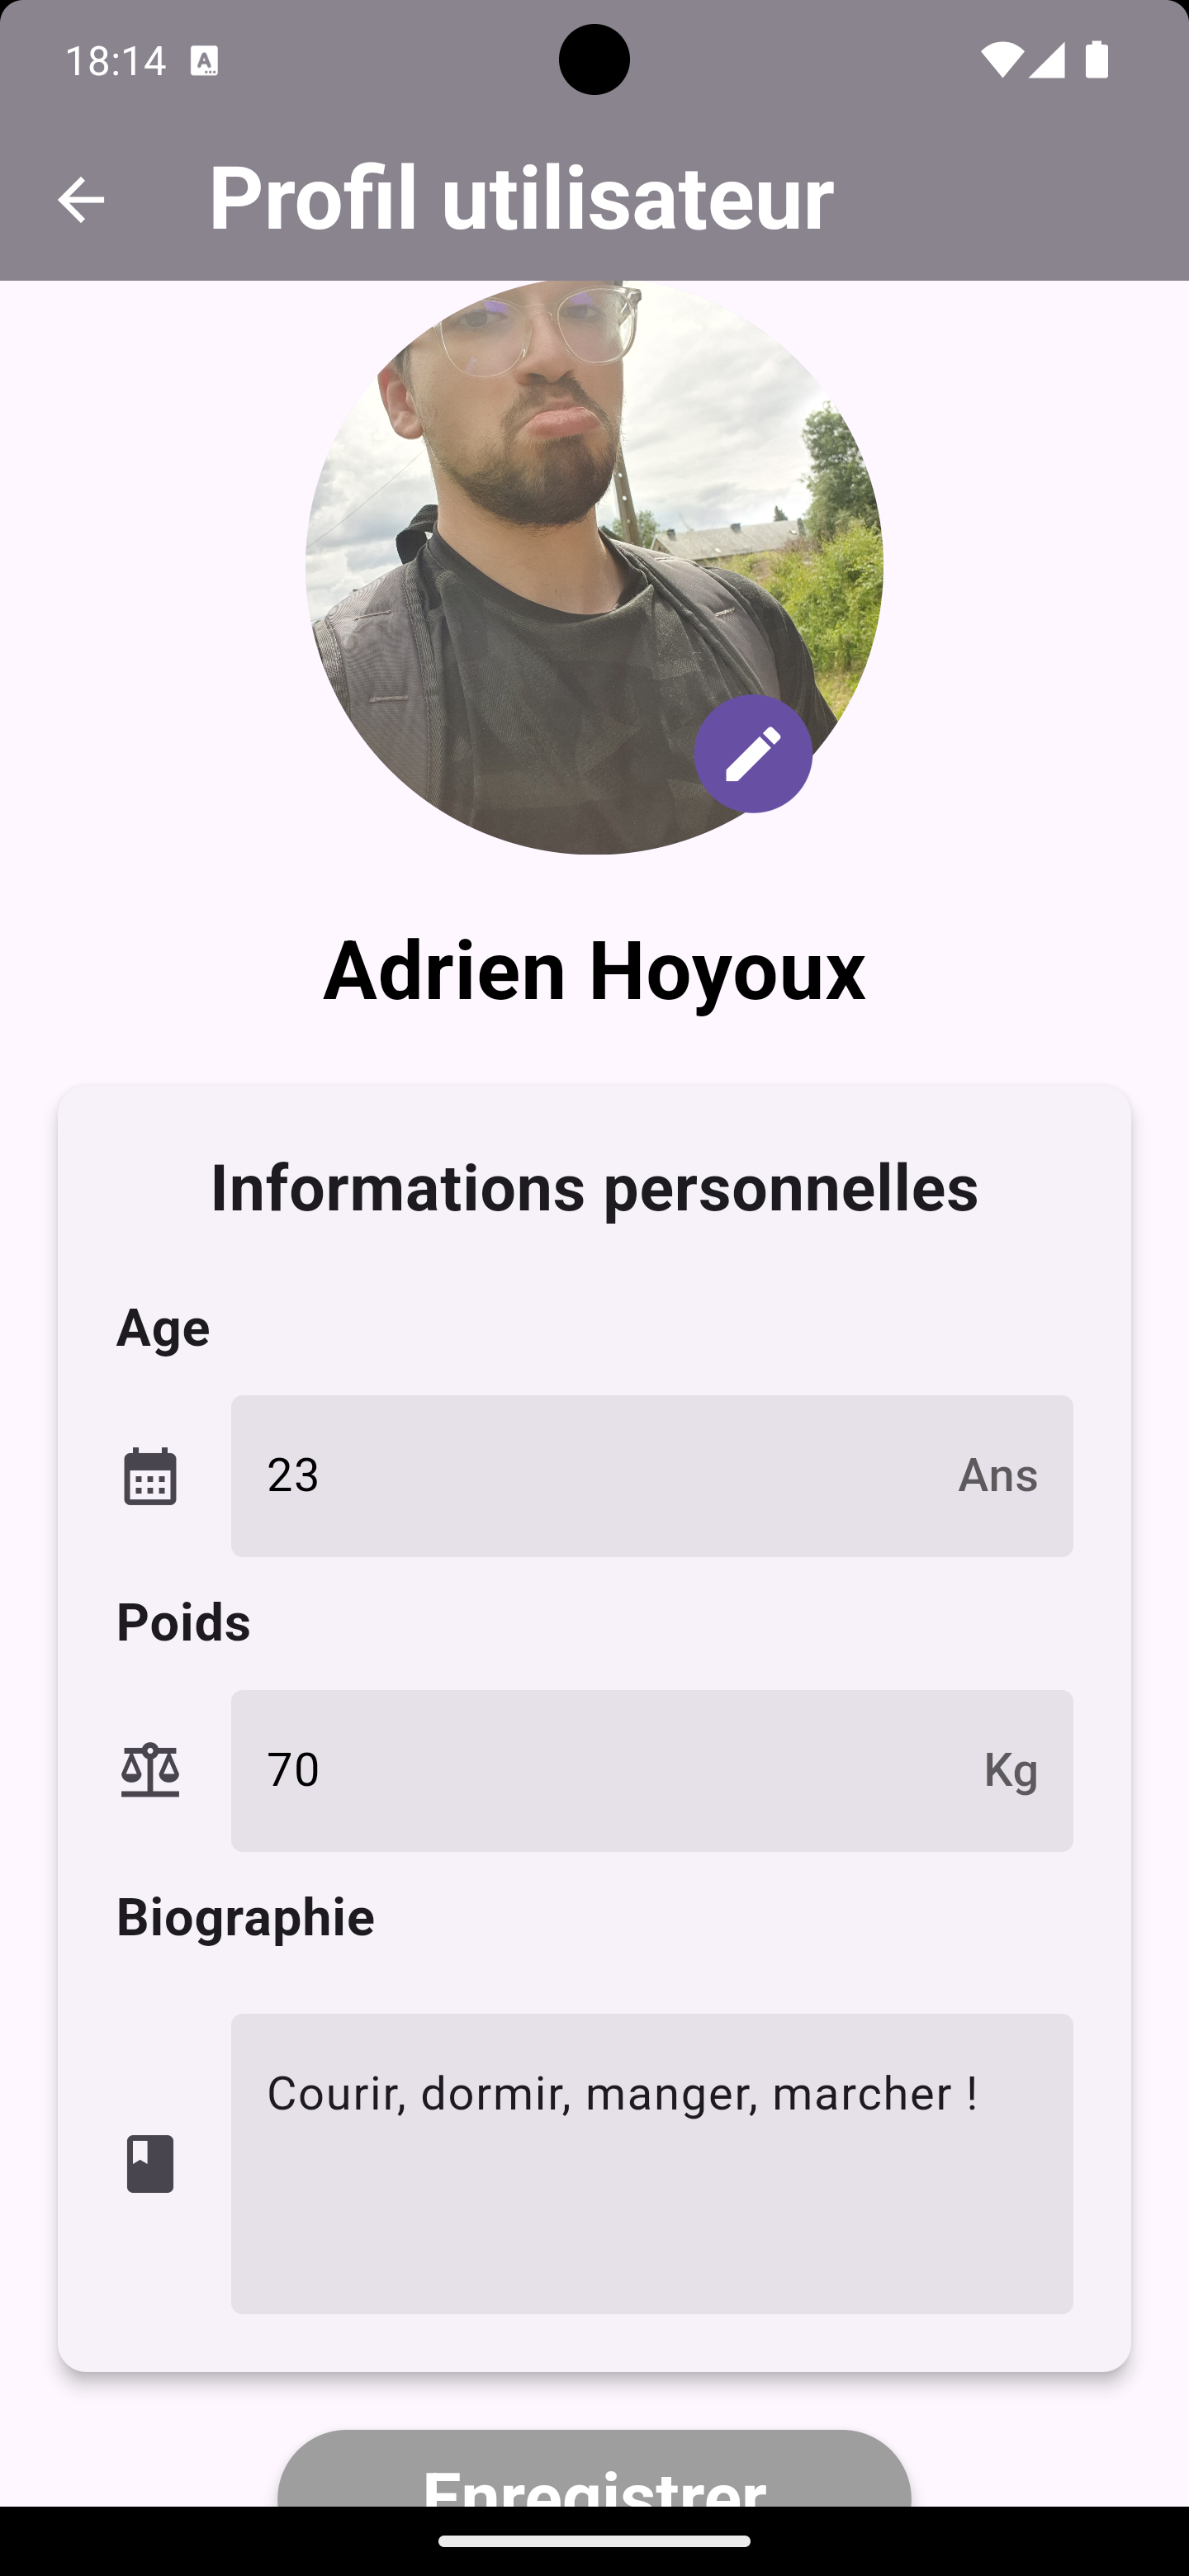 18:14
Profil utilisateur
Adrien Hoyoux
Informations personnelles
Age
23 Ans
Poids
70 Kg
Biographie
Courir, dormir, manger, marcher !
Enregistrer